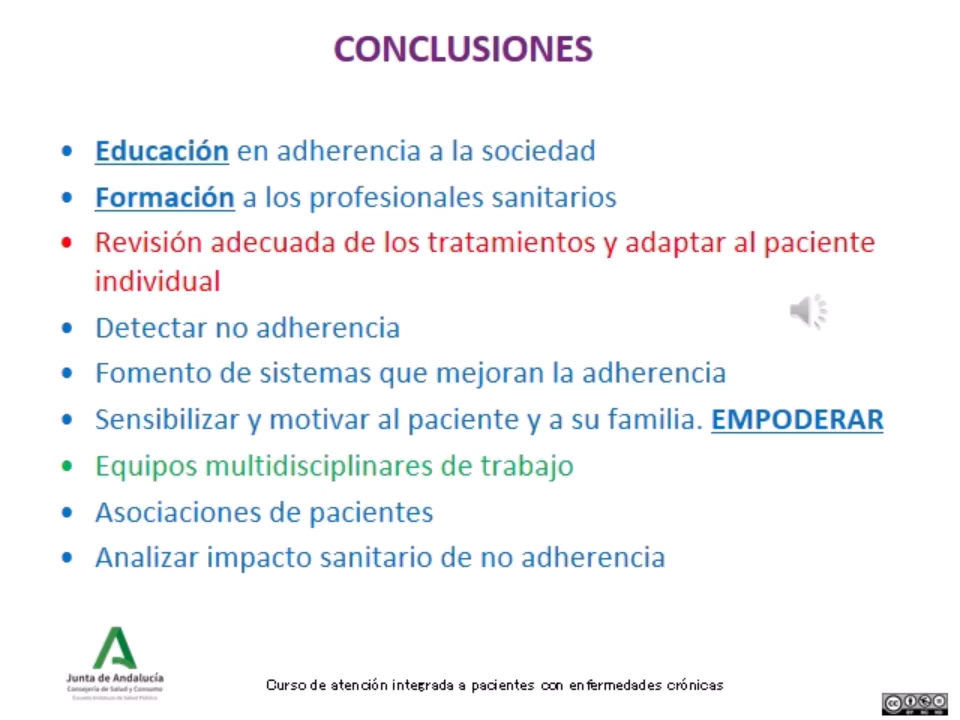 CONCLUSIONES
• Educación en adherencia a la sociedad
• Formación a los profesionales sanitarios
• Revisión adecuada de los tratamientos y adaptar al paciente
individual
• Detectar no adherencia
• Fomento de sistemas que mejoran la adherencia
• Sensibilizar y motivar al paciente y a su familia. EMPODERAR
• Equipos multidisciplinares de trabajo
• Asociaciones de pacientes
• Analizar impacto sanitario de no adherencia
Junta de Andalucía
Consejería de Salud y Consumo
Escuela Andaluza de Salud Pública
Curso de atención integrada a pacientes con enfermedades crónicas